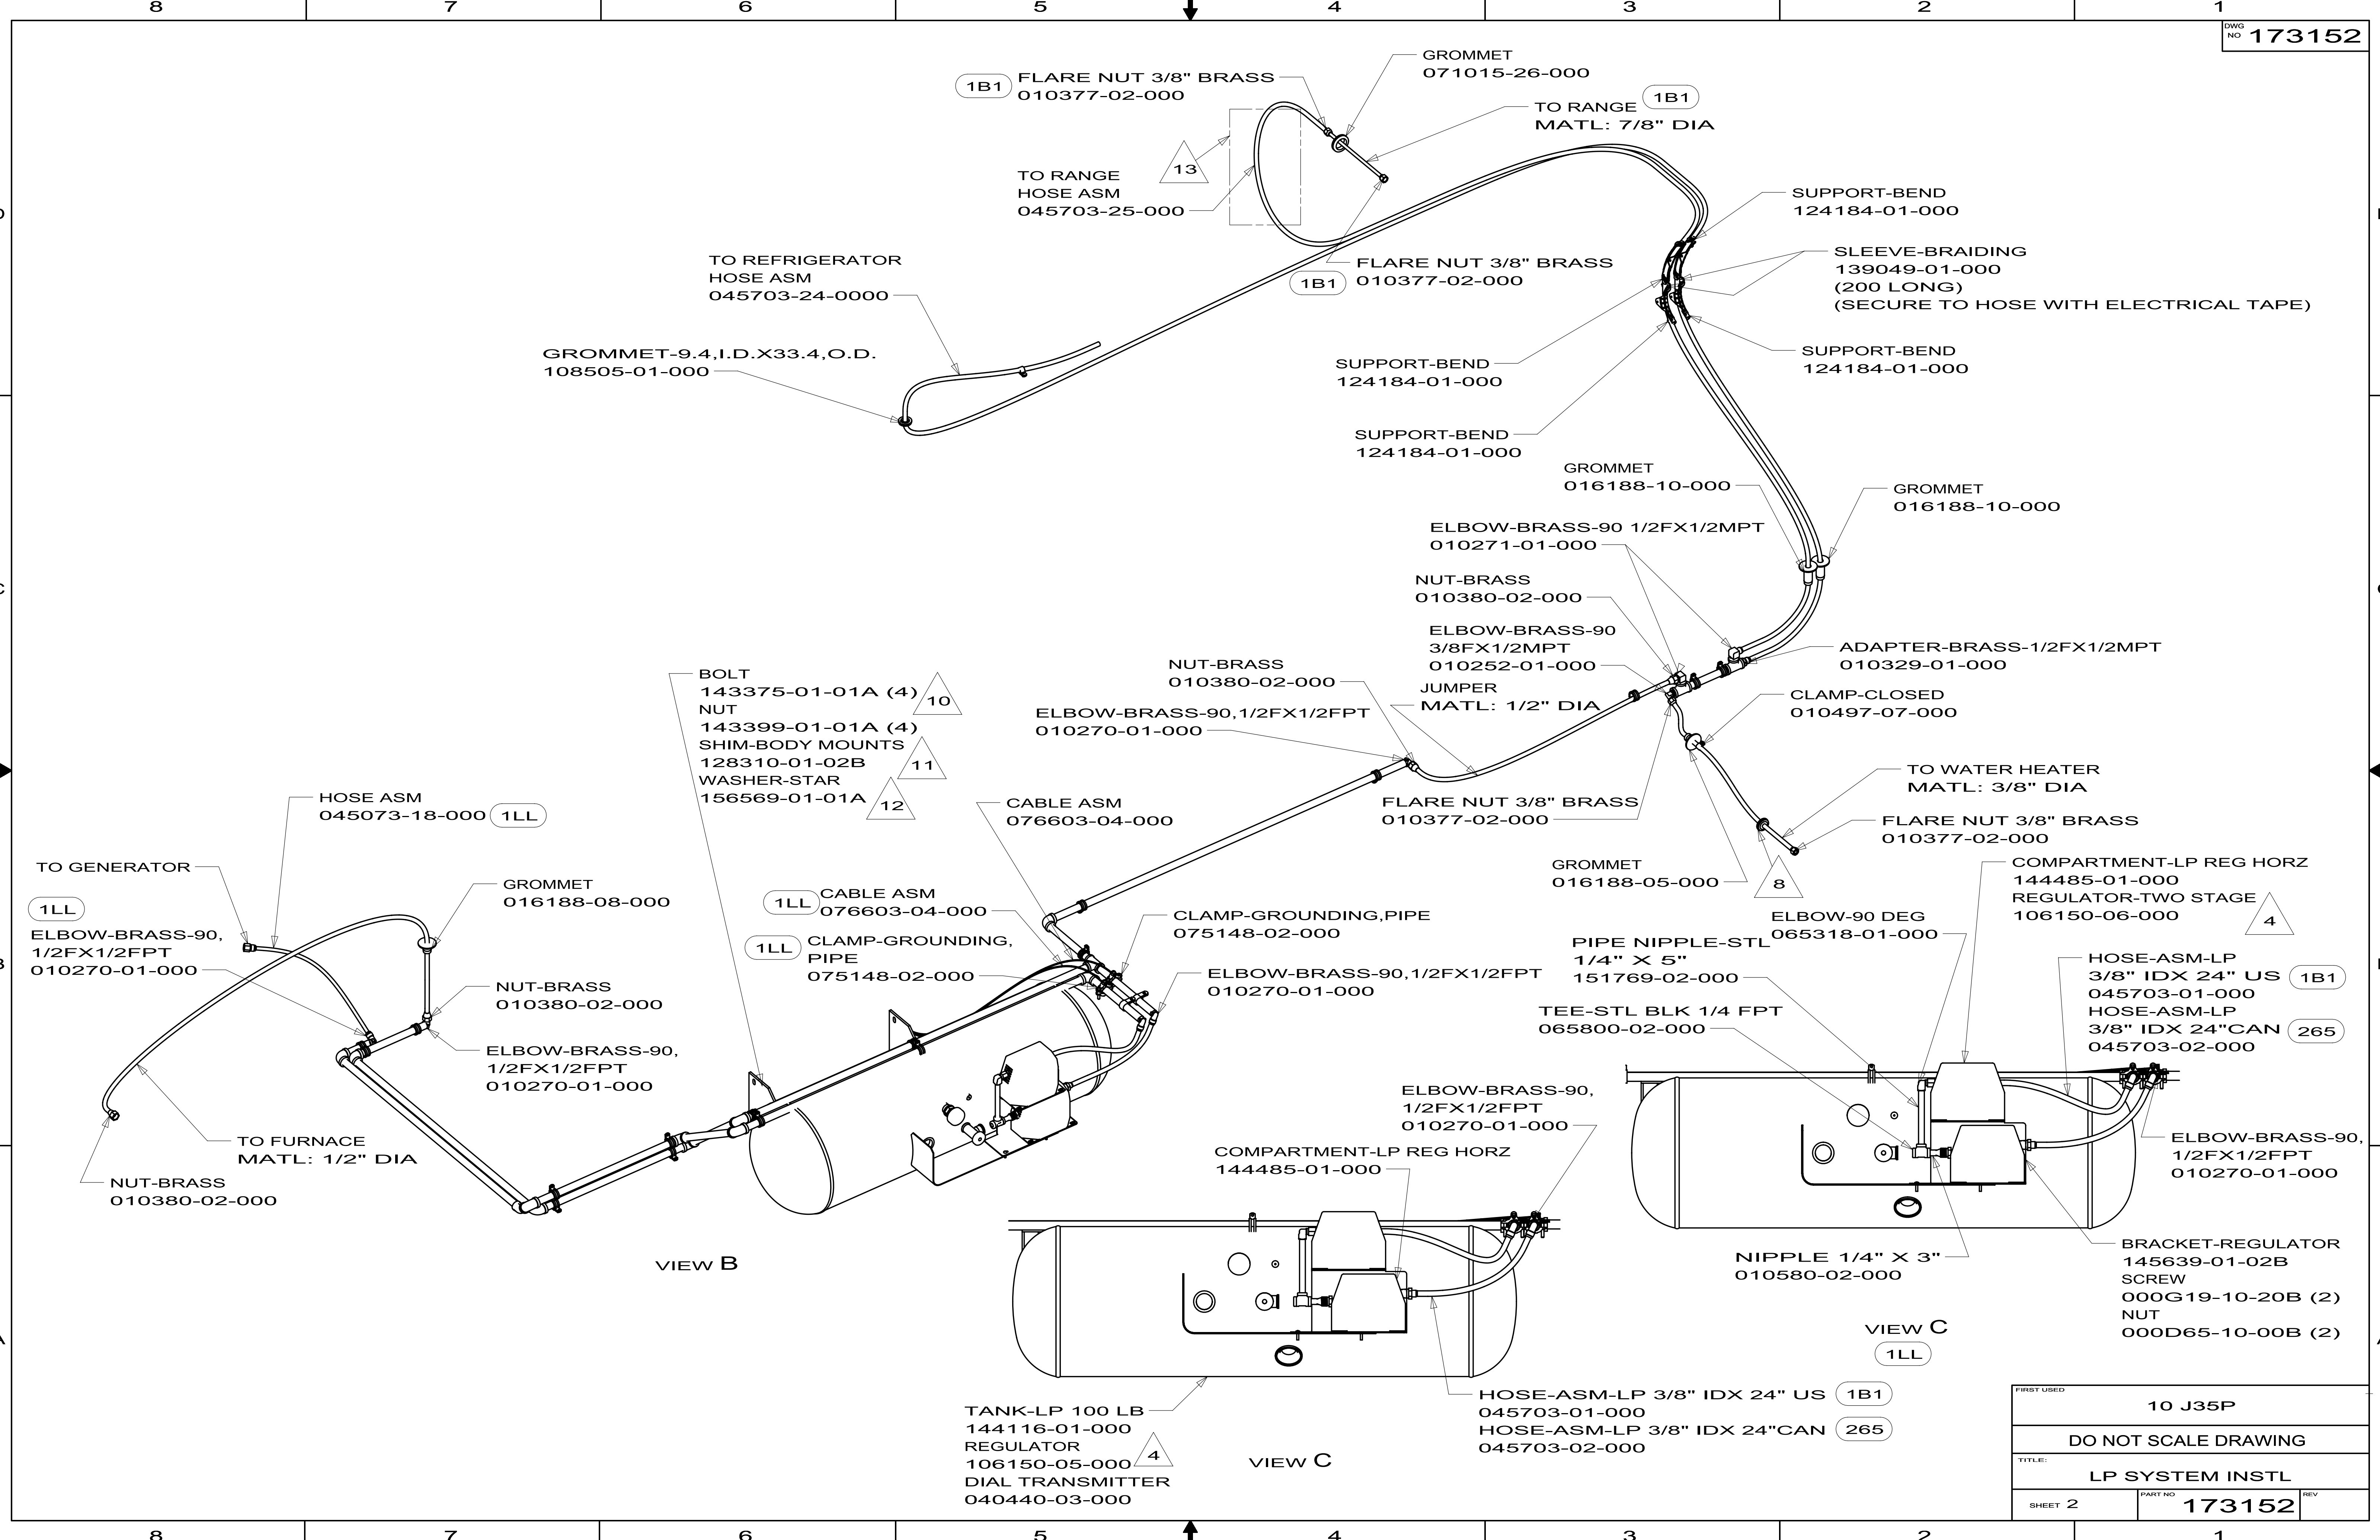 8 7 6 5 4 3 2 1
DWG
NO 173152
GROMMET
071015-26-000
1B1 FLARE NUT 3/8" BRASS
010377-02-000
TO RANGE 1B1
MATL: 7/8" DIA
13
TO RANGE
HOSE ASM
045703-25-000
SUPPORT-BEND
124184-01-000
SLEEVE-BRAIDING
139049-01-000
(200 LONG)
(SECURE TO HOSE WITH ELECTRICAL TAPE)
TO REFRIGERATOR
HOSE ASM
045703-24-0000
FLARE NUT 3/8" BRASS
1B1 010377-02-000
GROMMET-9.4,I.D.X33.4,O.D.
108505-01-000
SUPPORT-BEND
124184-01-000
SUPPORT-BEND
124184-01-000
SUPPORT-BEND
124184-01-000
GROMMET
016188-10-000
GROMMET
016188-10-000
ELBOW-BRASS-90 1/2FX1/2MPT
010271-01-000
NUT-BRASS
010380-02-000
ELBOW-BRASS-90
3/8FX1/2MPT
010252-01-000
JUMPER
MATL: 1/2" DIA
ADAPTER-BRASS-1/2FX1/2MPT
010329-01-000
CLAMP-CLOSED
010497-07-000
NUT-BRASS
010380-02-000
ELBOW-BRASS-90,1/2FX1/2FPT
010270-01-000
BOLT
143375-01-01A (4) 10
NUT
143399-01-01A (4)
SHIM-BODY MOUNTS
128310-01-02B 11
WASHER-STAR
156569-01-01A 12
TO WATER HEATER
MATL: 3/8" DIA
FLARE NUT 3/8" BRASS
010377-02-000
FLARE NUT 3/8" BRASS
010377-02-000
GROMMET
016188-05-000 8
CABLE ASM
076603-04-000
HOSE ASM
045073-18-000 1LL
TO GENERATOR
GROMMET
016188-08-000
1LL
ELBOW-BRASS-90,
1/2FX1/2FPT
010270-01-000
NUT-BRASS
010380-02-000
ELBOW-BRASS-90,
1/2FX1/2FPT
010270-01-000
TO FURNACE
MATL: 1/2" DIA
NUT-BRASS
010380-02-000
1LL CABLE ASM
076603-04-000
1LL CLAMP-GROUNDING,
PIPE
075148-02-000
CLAMP-GROUNDING,PIPE
075148-02-000
ELBOW-BRASS-90,1/2FX1/2FPT
010270-01-000
VIEW B
COMPARTMENT-LP REG HORZ
144485-01-000
REGULATOR-TWO STAGE
106150-06-000 4
ELBOW-90 DEG
065318-01-000
PIPE NIPPLE-STL
1/4" X 5"
151769-02-000
TEE-STL BLK 1/4 FPT
065800-02-000
HOSE-ASM-LP
3/8" IDX 24" US 1B1
045703-01-000
HOSE-ASM-LP
3/8" IDX 24"CAN 265
045703-02-000
ELBOW-BRASS-90,
1/2FX1/2FPT
010270-01-000
NIPPLE 1/4" X 3"
010580-02-000
BRACKET-REGULATOR
145639-01-02B
SCREW
000G19-10-20B (2)
NUT
000D65-10-00B (2)
VIEW C
1LL
ELBOW-BRASS-90,
1/2FX1/2FPT
010270-01-000
COMPARTMENT-LP REG HORZ
144485-01-000
HOSE-ASM-LP 3/8" IDX 24" US 1B1
045703-01-000
HOSE-ASM-LP 3/8" IDX 24"CAN 265
045703-02-000
TANK-LP 100 LB
144116-01-000
REGULATOR
106150-05-000 4
DIAL TRANSMITTER
040440-03-000
VIEW C
FIRST USED
10 J35P
DO NOT SCALE DRAWING
TITLE:
LP SYSTEM INSTL
SHEET 2 PART NO 173152 REV
8 7 6 5 4 3 2 1